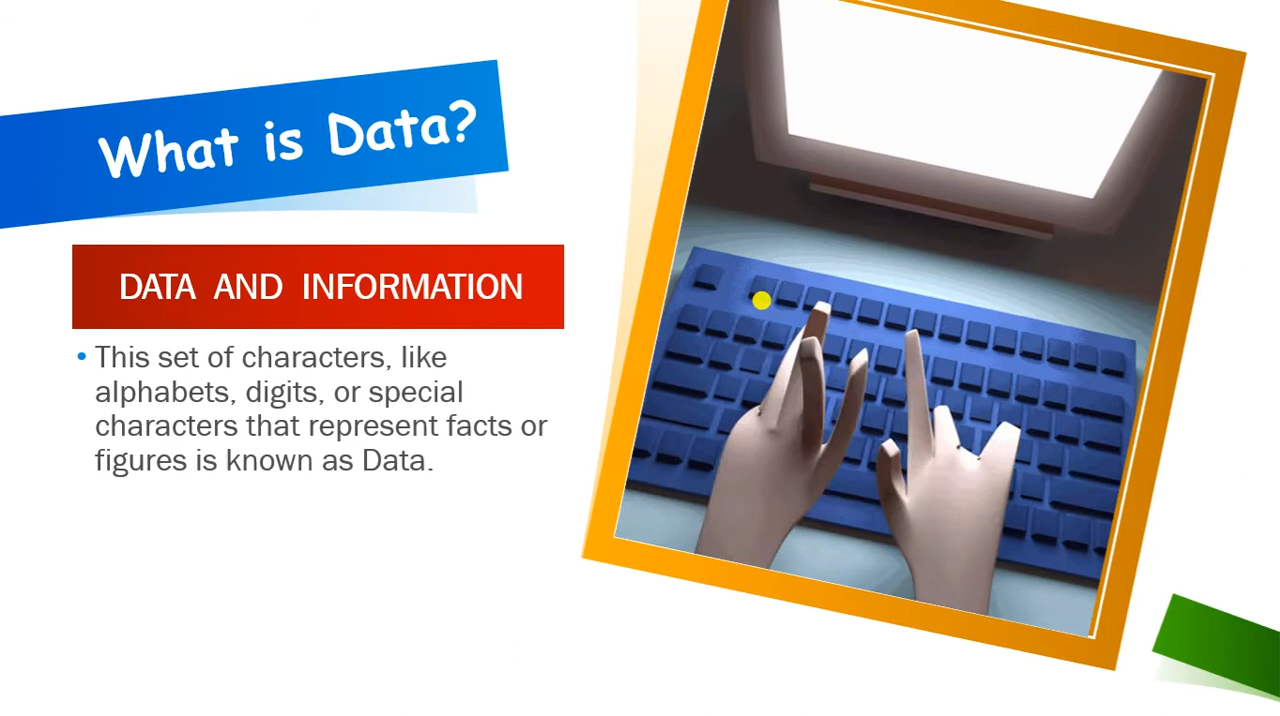 What is Data?
DATA AND INFORMATION
• This set of characters, like
alphabets, digits, or special
characters that represent facts or
figures is known as Data.